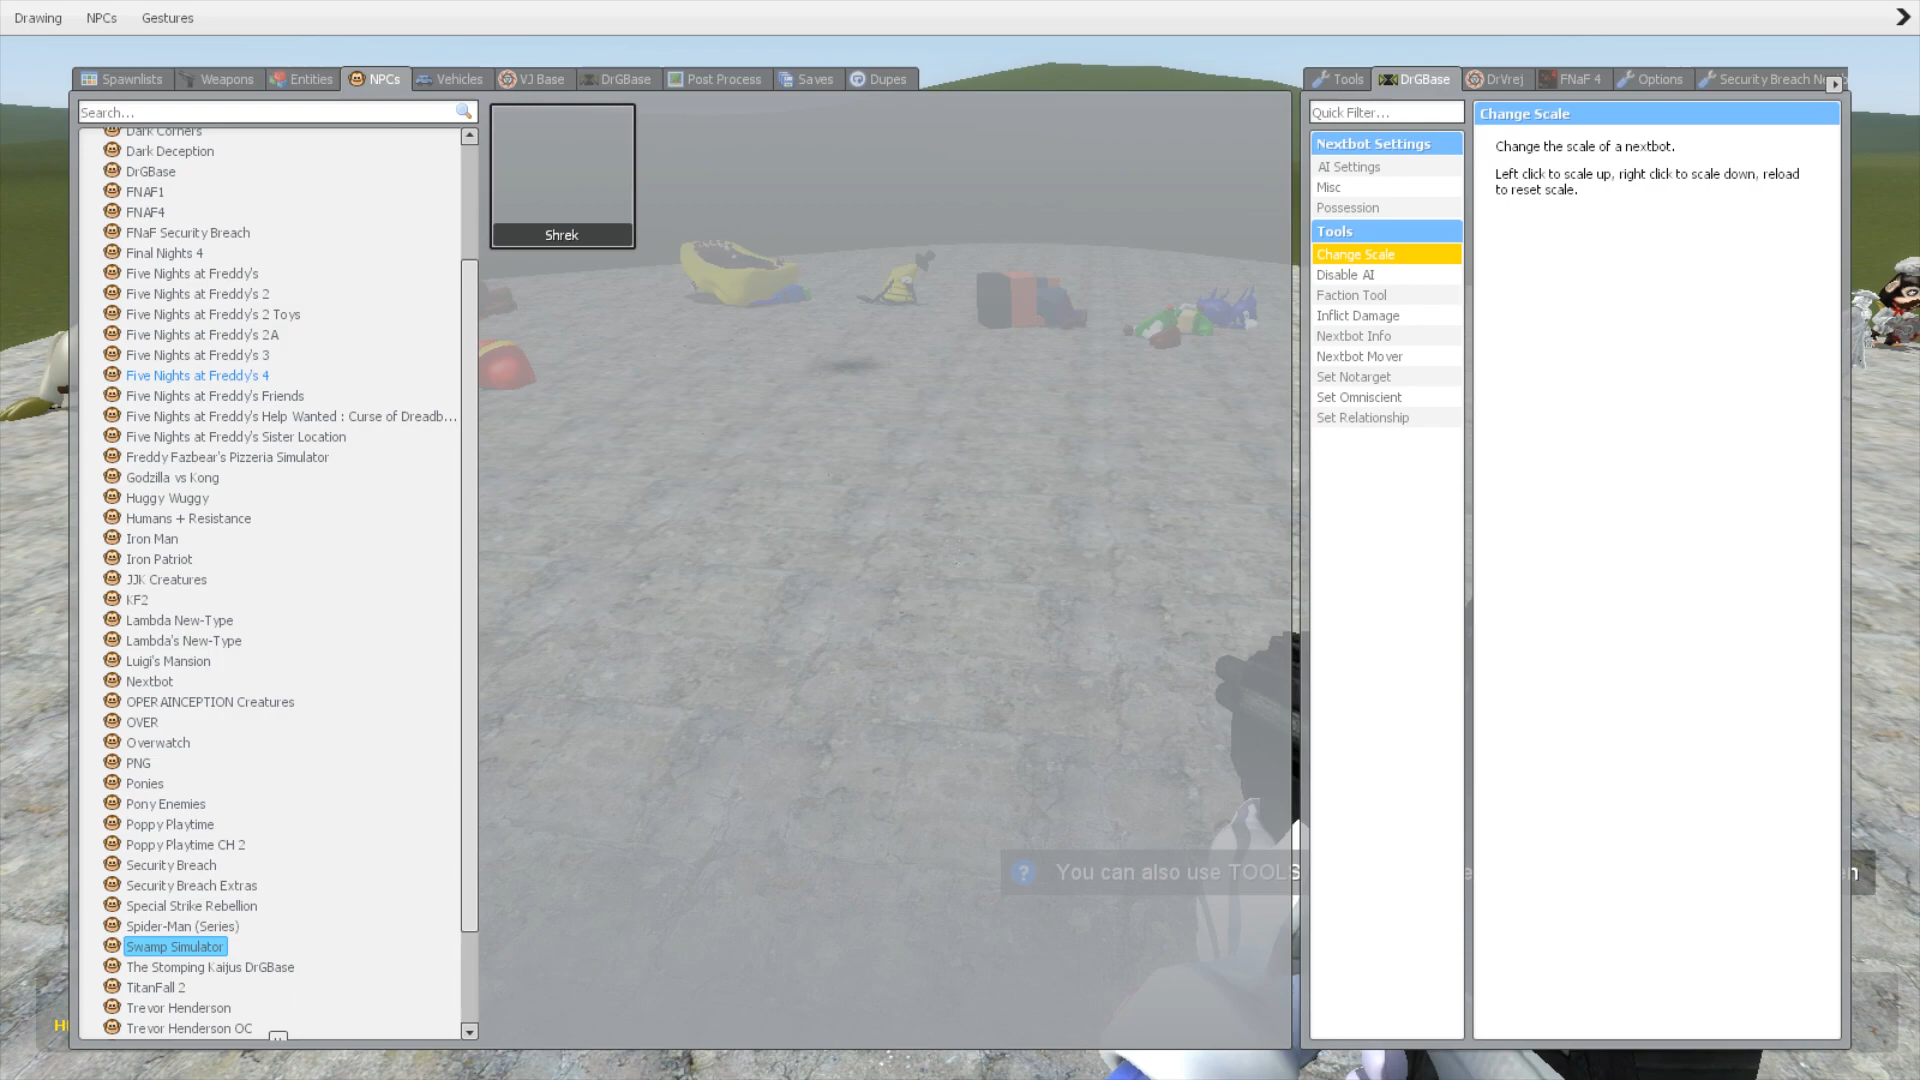 Drawing NPCs Gestures
Spawnlists Weapons Entities NPCs Vehicles VJ Base DrGBase Post Process Saves Dupes
Search...
Dark Corners
Dark Deception
DrGBase
FNAF1
FNAF4
FNaF Security Breach
Final Nights 4
Five Nights at Freddy's
Five Nights at Freddy's 2
Five Nights at Freddy's 2 Toys
Five Nights at Freddy's 2A
Five Nights at Freddy's 3
Five Nights at Freddy's 4
Five Nights at Freddy's Friends
Five Nights at Freddy's Help Wanted : Curse of Dreadb...
Five Nights at Freddy's Sister Location
Freddy Fazbear's Pizzeria Simulator
Godzilla vs Kong
Huggy Wuggy
Humans + Resistance
Iron Man
Iron Patriot
JJK Creatures
KF2
Lambda New-Type
Lambda's New-Type
Luigi's Mansion
Nextbot
OPERAINCEPTION Creatures
OVER
Overwatch
PNG
Ponies
Pony Enemies
Poppy Playtime
Poppy Playtime CH 2
Security Breach
Security Breach Extras
Special Strike Rebellion
Spider-Man (Series)
Swamp Simulator
The Stomping Kaijus DrGBase
TitanFall 2
Trevor Henderson
Trevor Henderson OC
Shrek
You can also use TOOLS
Tools DrGBase DrVrej FNaF 4 Options Security Breach
Quick Filter...
Nextbot Settings
AI Settings
Misc
Possession
Tools
Change Scale
Disable AI
Faction Tool
Inflict Damage
Nextbot Info
Nextbot Mover
Set Notarget
Set Omniscient
Set Relationship
Change Scale
Change the scale of a nextbot.
Left click to scale up, right click to scale down, reload
to reset scale.